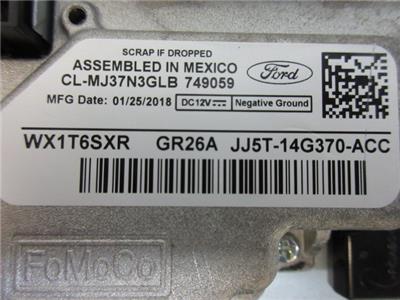 SCRAP IF DROPPED
ASSEMBLED IN MEXICO
CL-MJ37N3GLB 749059
Ford
MFG Date: 01/25/2018 DC12V⎓ Negative Ground
WX1T6SXR GR26A JJ5T-14G370-ACC
FoMoCo